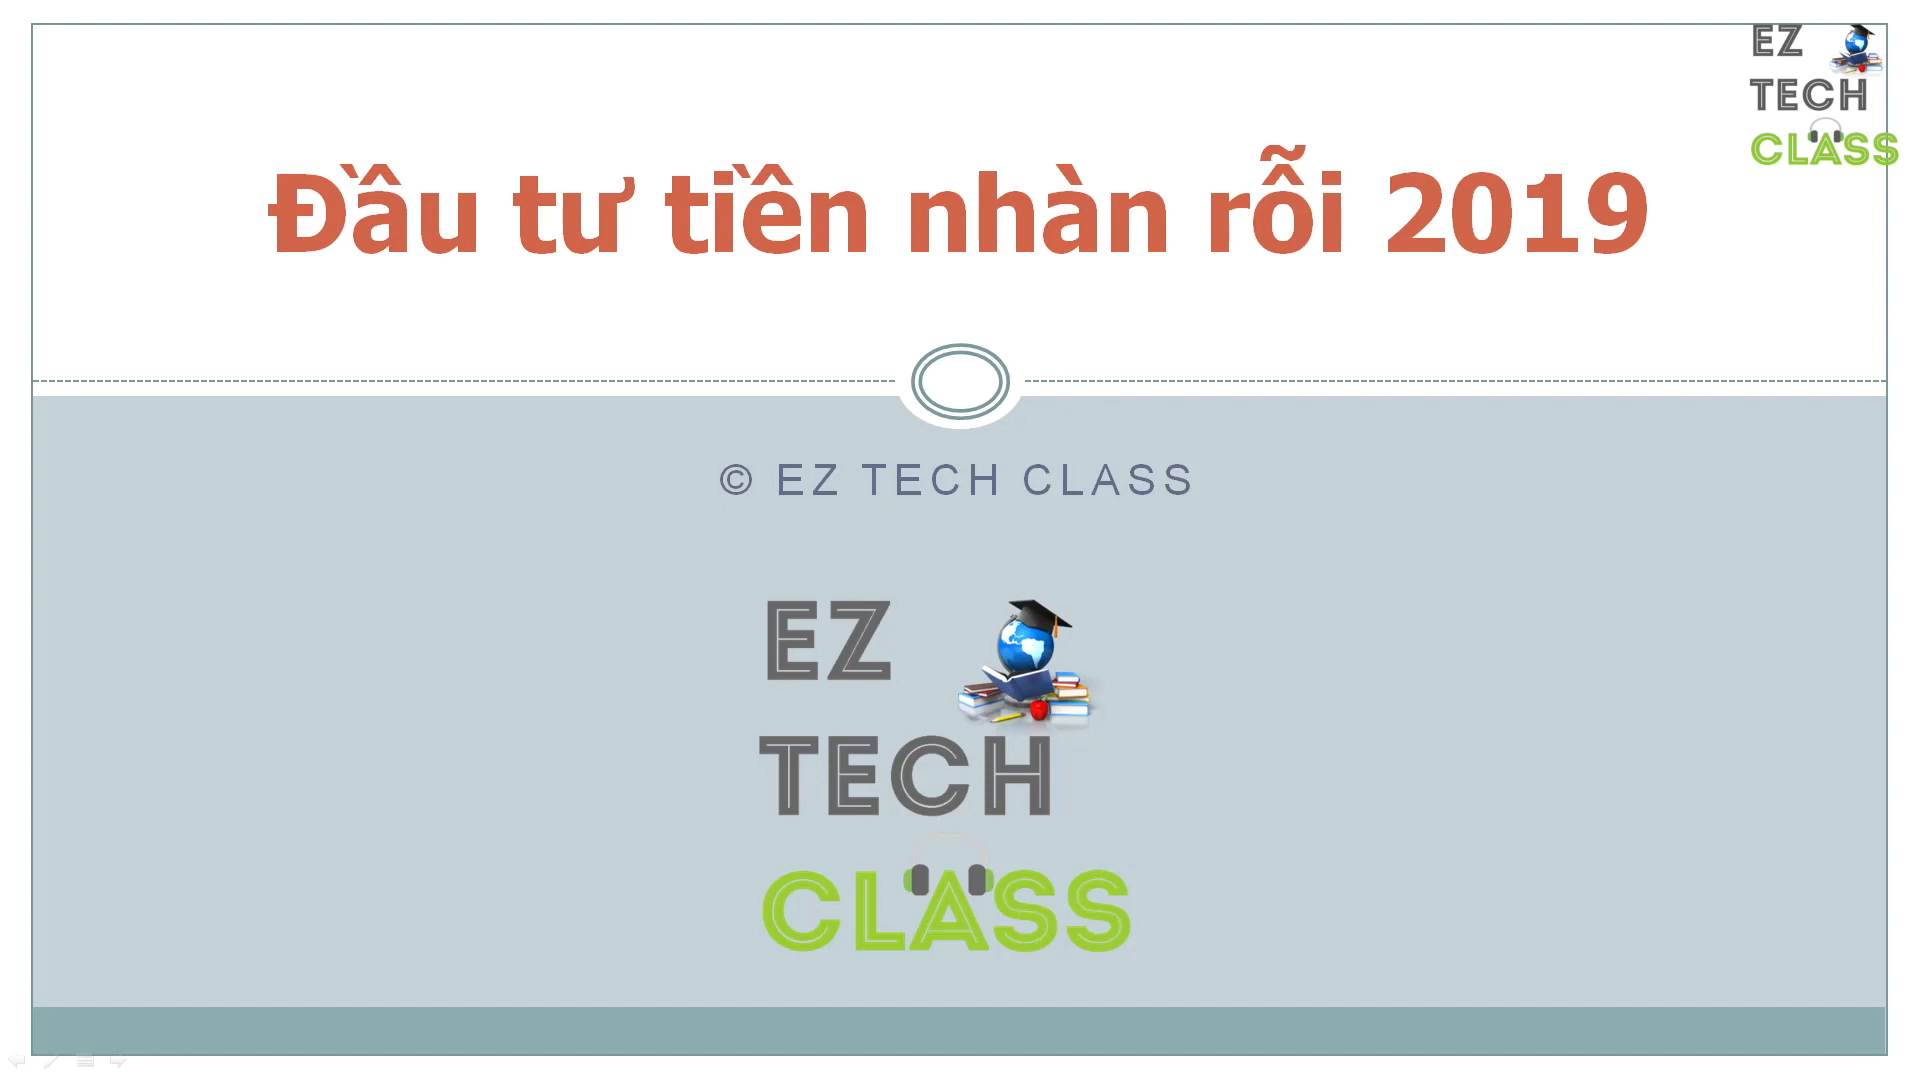 EZ
TECH
CLASS
Đầu tư tiền nhàn rỗi 2019
© EZ TECH CLASS
EZ
TECH
CLASS